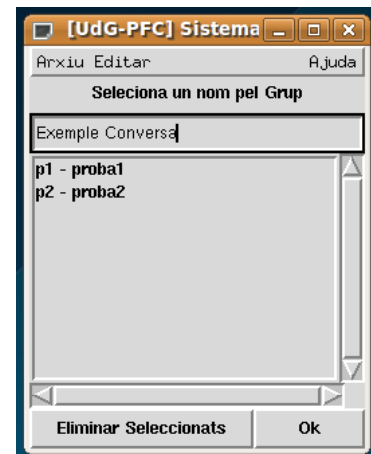 [UdG-PFC] Sistema
Arxiu Editar Ajuda
Selecciona un nom pel Grup
Exemple Conversa
p1 - proba1
p2 - proba2
Eliminar Seleccionats Ok